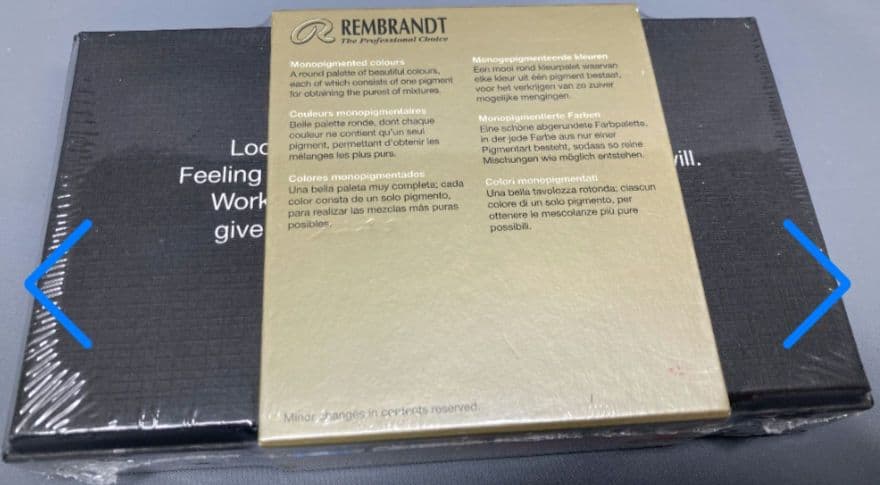 REMBRANDT
The Professional Choice
Monopigmented colours
A round palette of beautiful colours,
each of which consists of one pigment
for obtaining the purest of mixtures.
Couleurs monopigmentaires
Belle palette ronde, dont chaque
couleur ne contient qu'un seul
pigment, permettant d'obtenir les
mélanges les plus purs.
Colores monopigmentados
Una bella paleta muy completa; cada
color consta de un solo pigmento,
para realizar las mezclas más puras
posibles.
Monogepigmenteerde kleuren
Een mooi rond kleurpalet waarvan
elke kleur uit één pigment bestaat,
voor het verkrijgen van zo zuiver
mogelijke mengingen.
Monopigmentierte Farben
Eine schöne abgerundete Farbpalette,
in der jede Farbe aus nur einer
Pigmentart besteht, sodass so reine
Mischungen wie möglich entstehen.
Colori monopigmentati
Una bella tavolozza rotonda; ciascun
colore di un solo pigmento, per
ottenere le mescolanze più pure
possibili.
Minor changes in contents reserved.
Feeling
Work
give